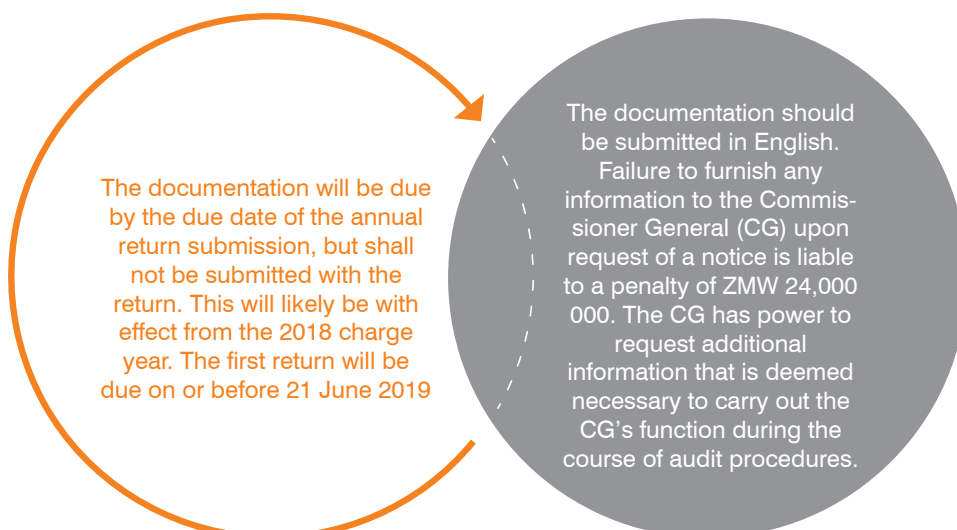 The documentation will be due
by the due date of the annual
return submission, but shall
not be submitted with the
return. This will likely be with
effect from the 2018 charge
year. The first return will be
due on or before 21 June 2019
The documentation should
be submitted in English.
Failure to furnish any
information to the Commis-
sioner General (CG) upon
request of a notice is liable
to a penalty of ZMW 24,000
000. The CG has power to
request additional
information that is deemed
necessary to carry out the
CG’s function during the
course of audit procedures.